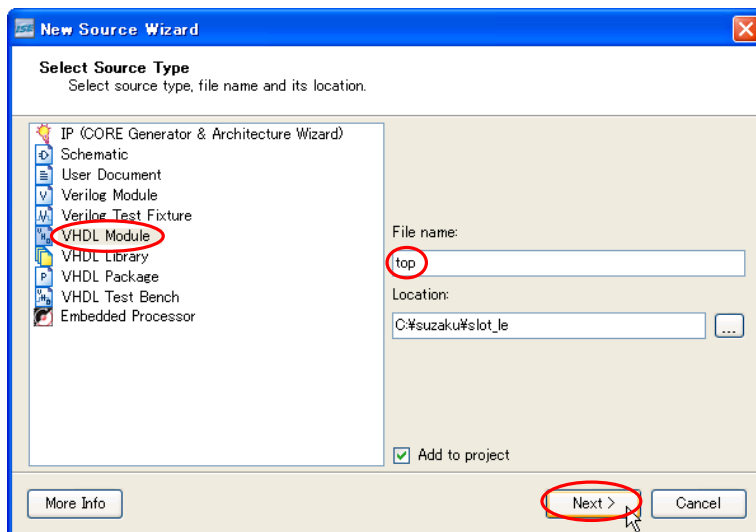 ISE New Source Wizard
Select Source Type
Select source type, file name and its location.
IP (CORE Generator & Architecture Wizard)
Schematic
User Document
Verilog Module
Verilog Test Fixture
VHDL Module
VHDL Library
VHDL Package
VHDL Test Bench
Embedded Processor
File name:
top
Location:
C:¥suzaku¥slot_le
...
Add to project
More Info
Next >
Cancel